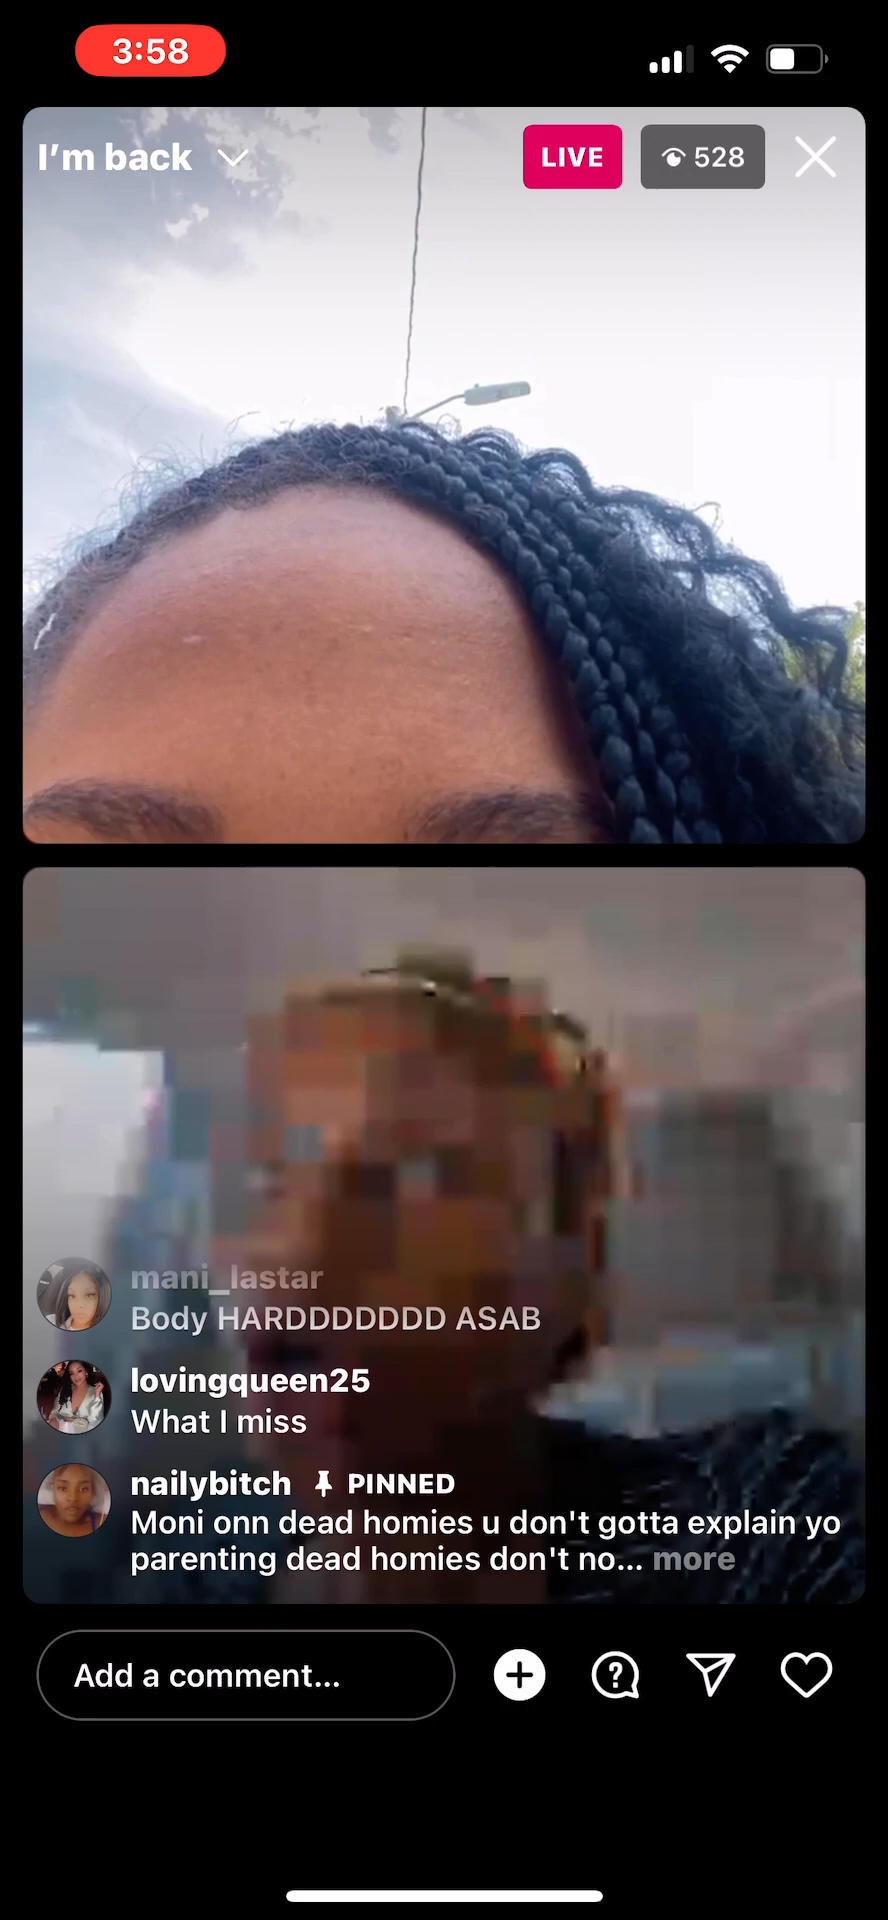 3:58
I’m back
LIVE
528
mani_lastar
Body HARDDDDDDD ASAB
lovingqueen25
What I miss
nailybitch PINNED
Moni onn dead homies u don't gotta explain yo
parenting dead homies don't no... more
Add a comment...